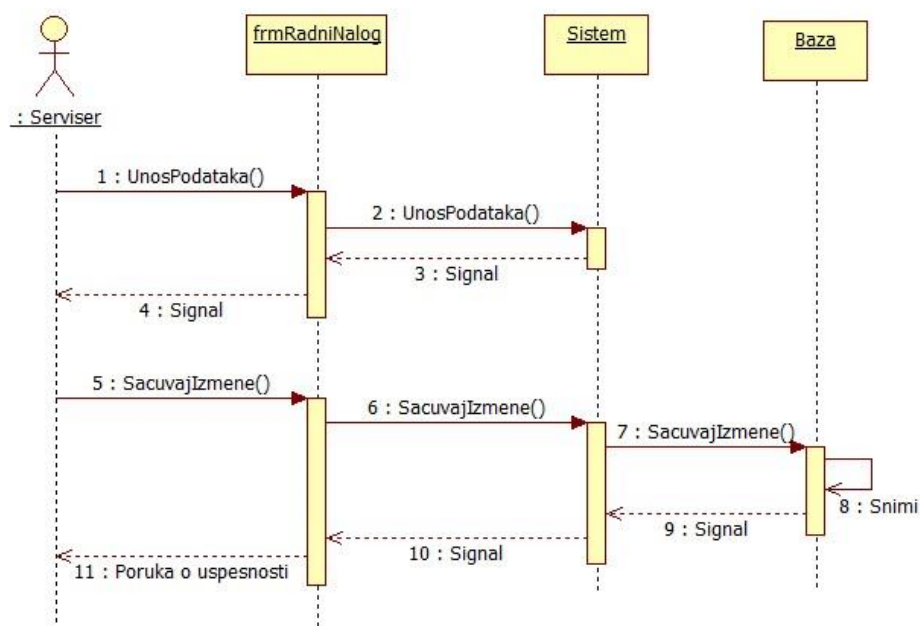 frmRadniNalog
Sistem
Baza
: Serviser
1 : UnosPodataka()
2 : UnosPodataka()
3 : Signal
4 : Signal
5 : SacuvajIzmene()
6 : SacuvajIzmene()
7 : SacuvajIzmene()
8 : Snimi
9 : Signal
10 : Signal
11 : Poruka o uspesnosti